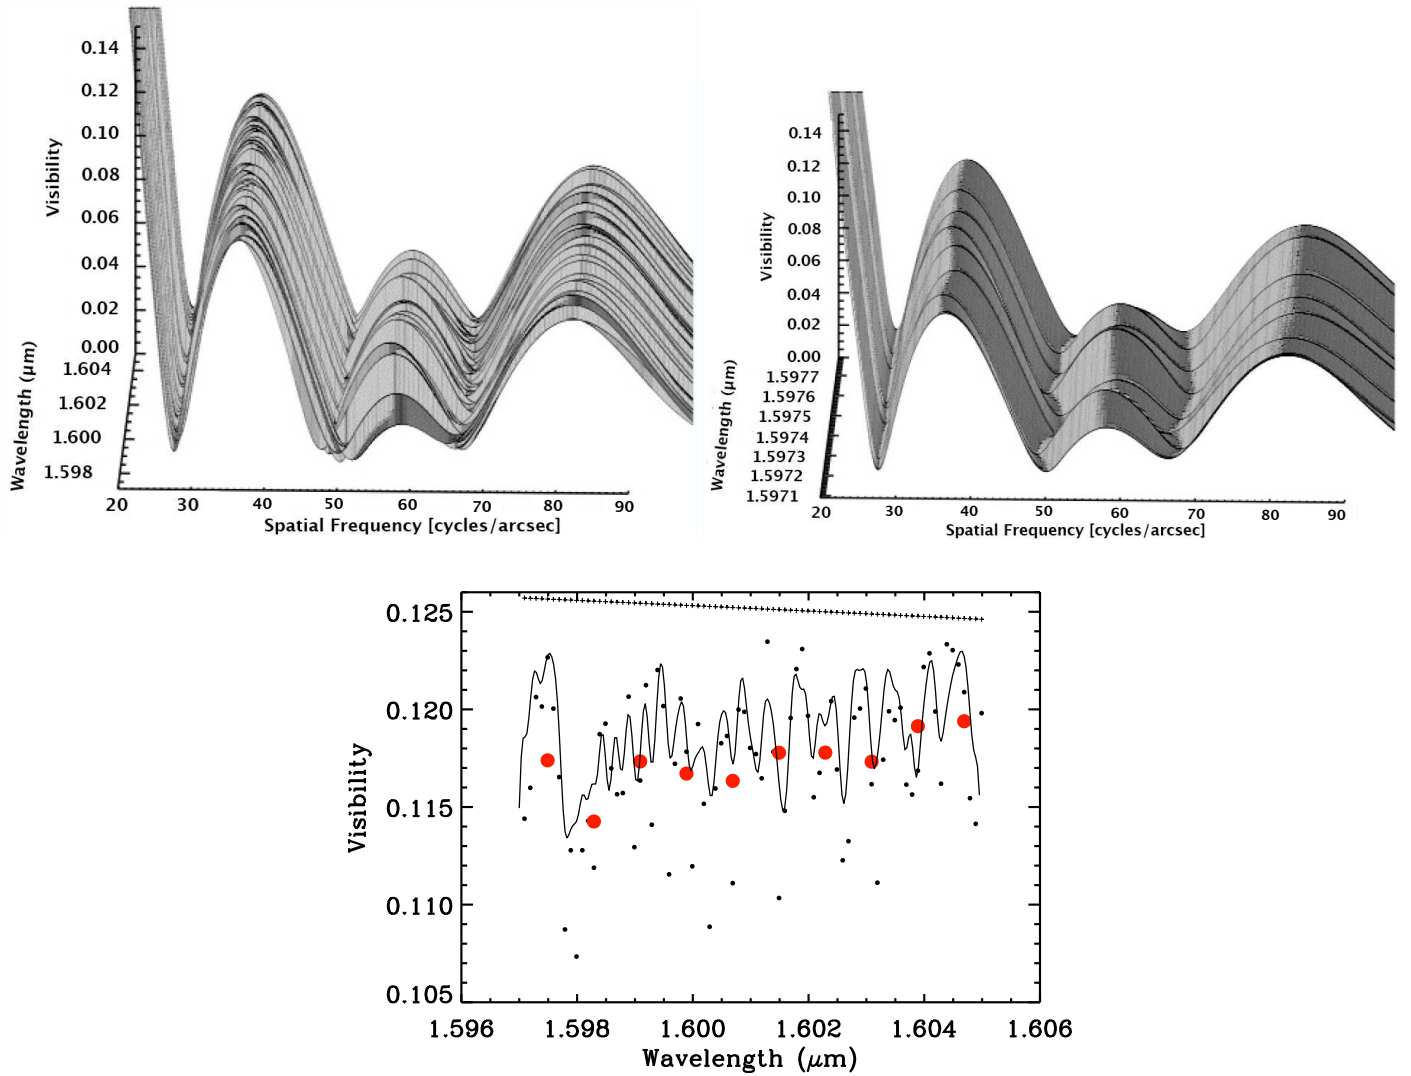 0.14
0.12
0.10
0.08
0.06
0.04
0.02
0.00
Visibility
1.604
1.602
1.600
1.598
Wavelength (μm)
20 30 40 50 60 70 80 90
Spatial Frequency [cycles/arcsec]
0.14
0.12
0.10
0.08
0.06
0.04
0.02
0.00
Visibility
1.5977
1.5976
1.5975
1.5974
1.5973
1.5972
1.5971
Wavelength (μm)
20 30 40 50 60 70 80 90
Spatial Frequency [cycles/arcsec]
0.125
0.120
0.115
0.110
0.105
Visibility
1.596 1.598 1.600 1.602 1.604 1.606
Wavelength (μm)